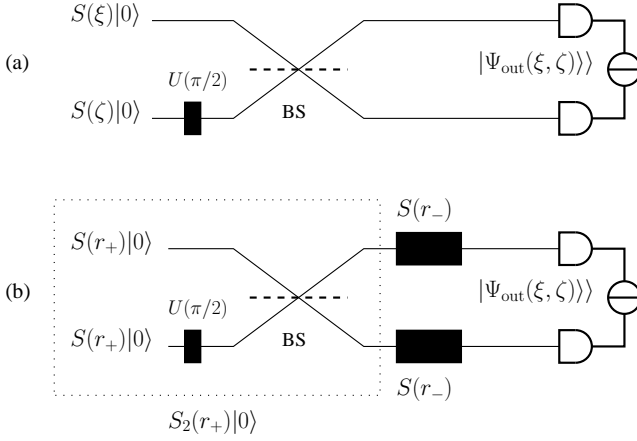 S(ξ)|0⟩
(a)
|Ψout(ξ, ζ)⟩⟩
U(π/2)
S(ζ)|0⟩
BS
S(r₋)
S(r₊)|0⟩
(b)
|Ψout(ξ, ζ)⟩⟩
U(π/2)
S(r₊)|0⟩
BS
S(r₋)
S₂(r₊)|0⟩